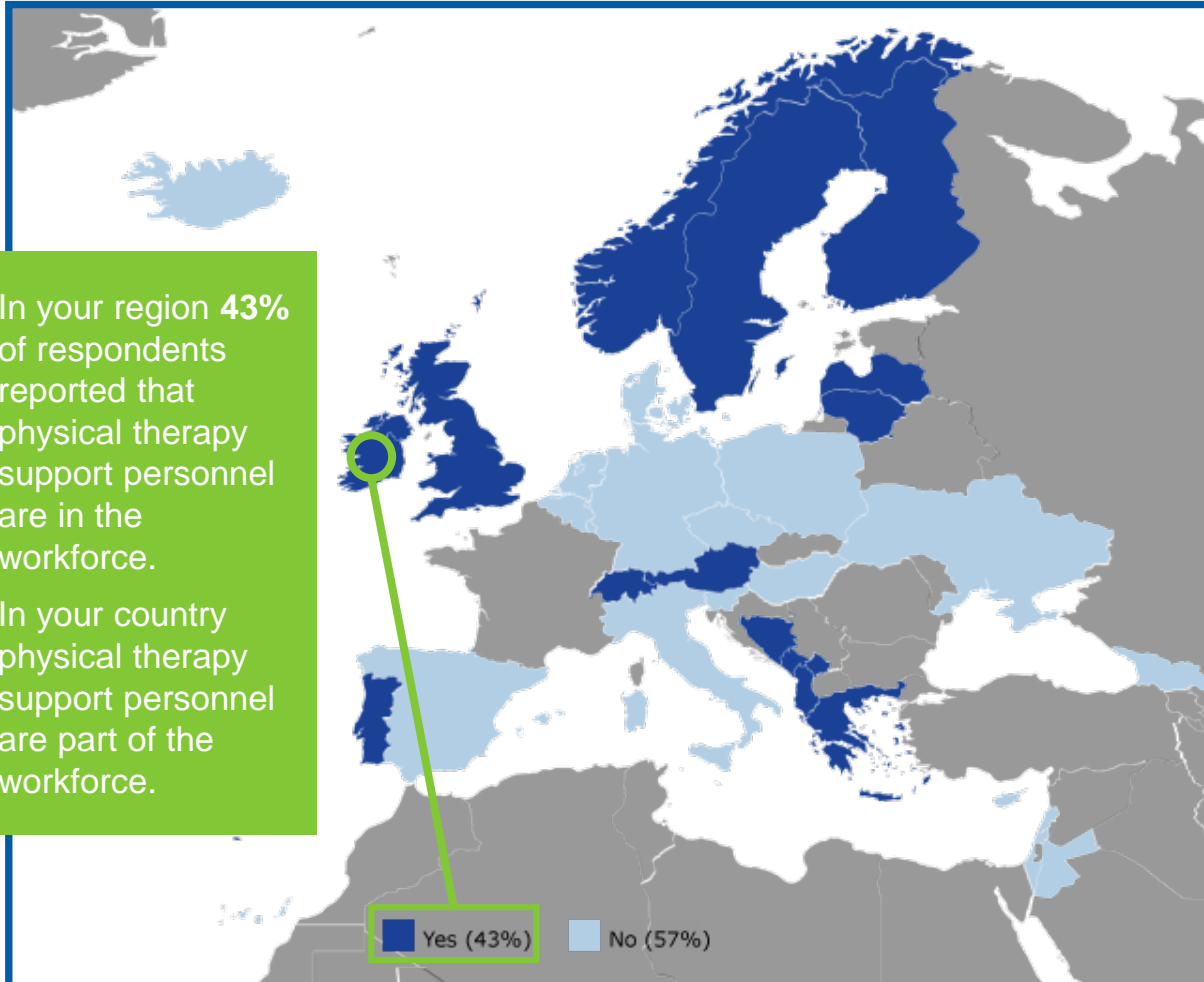 In your region 43%
of respondents
reported that
physical therapy
support personnel
are in the
workforce.
In your country
physical therapy
support personnel
are part of the
workforce.
Yes (43%)
No (57%)